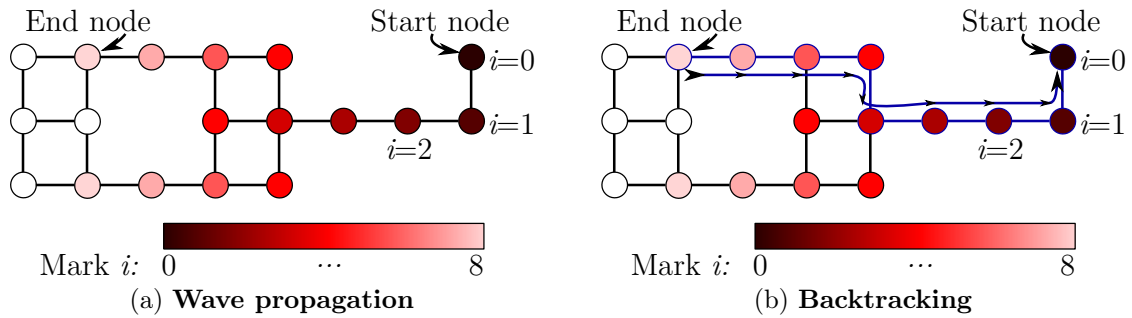 End node
Start node
i=0
i=1
i=2
Mark i: 0 ... 8
(a) Wave propagation
End node
Start node
i=0
i=1
i=2
Mark i: 0 ... 8
(b) Backtracking